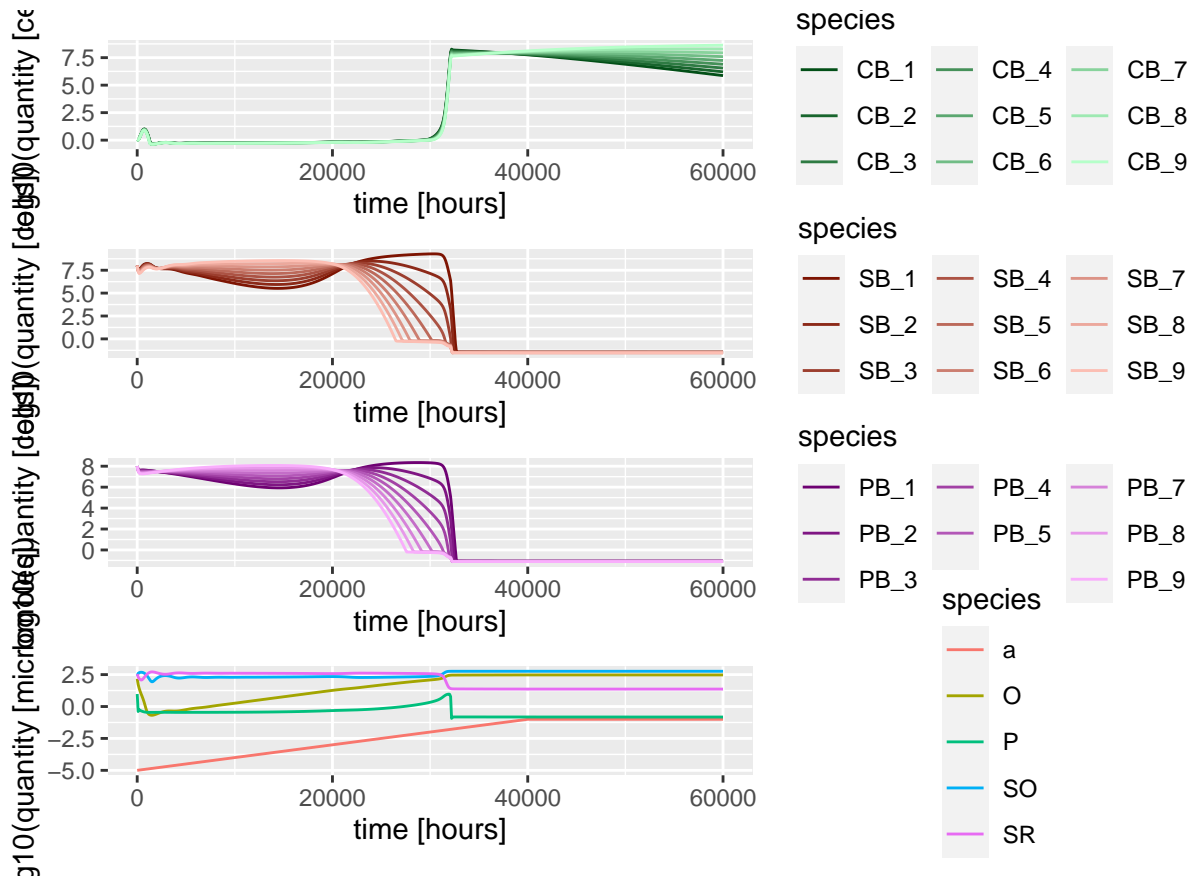 species
7.5
5.0
2.5
0.0
0 20000 40000 60000
time [hours]
CB_1 CB_4 CB_7
CB_2 CB_5 CB_8
CB_3 CB_6 CB_9
species
7.5
5.0
2.5
0.0
0 20000 40000 60000
time [hours]
SB_1 SB_4 SB_7
SB_2 SB_5 SB_8
SB_3 SB_6 SB_9
species
8
6
4
2
0
0 20000 40000 60000
time [hours]
PB_1 PB_4 PB_7
PB_2 PB_5 PB_8
PB_3 PB_9
species
2.5
0.0
−2.5
−5.0
0 20000 40000 60000
time [hours]
a
O
P
SO
SR
(quantity [ce
(quantity [
g10(quantity [